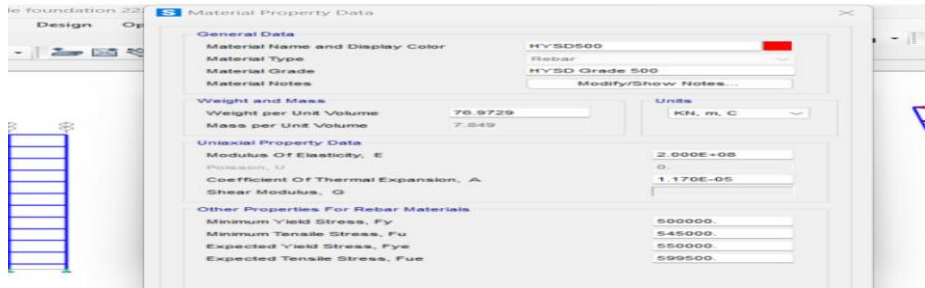 le foundation 22
Design Op
S Material Property Data
General Data
Material Name and Display Color HYSD500
Material Type Rebar
Material Grade HYSD Grade 500
Material Notes Modify/Show Notes...
Weight and Mass Units
Weight per Unit Volume 76.9729 KN, m, C
Mass per Unit Volume 7.849
Uniaxial Property Data
Modulus Of Elasticity, E 2.000E+08
Poisson, U 0.
Coefficient Of Thermal Expansion, A 1.170E-05
Shear Modulus, G
Other Properties For Rebar Materials
Minimum Yield Stress, Fy 500000.
Minimum Tensile Stress, Fu 545000.
Expected Yield Stress, Fye 550000.
Expected Tensile Stress, Fue 599500.